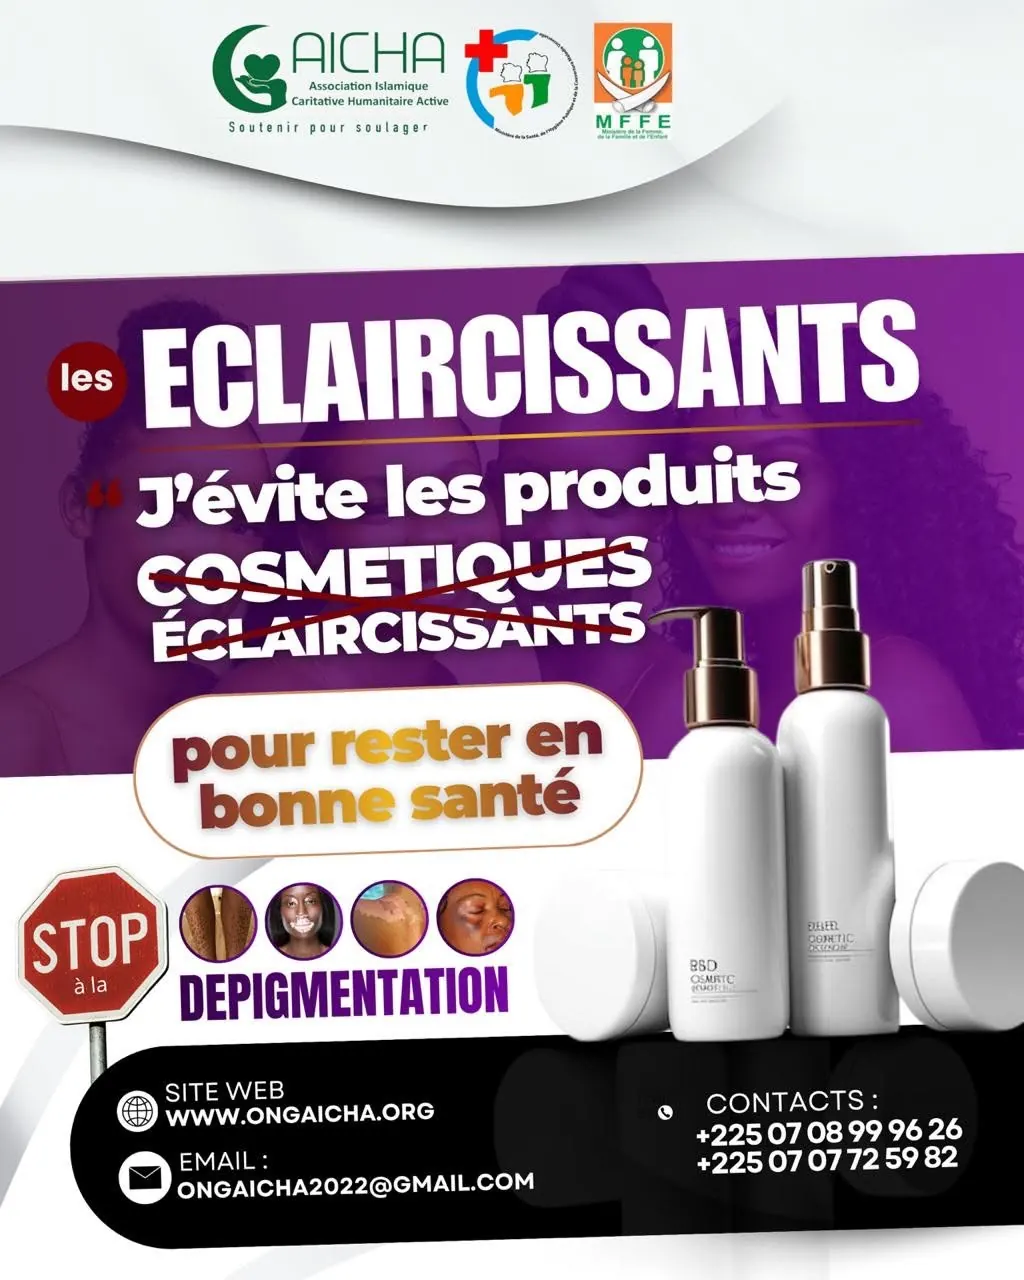 AICHA
Association Islamique
Caritative Humanitaire Active
Soutenir pour soulager
MFFE
Ministère de la Femme,
de la Famille et de l'Enfant
les
ECLAIRCISSANTS
“ J'évite les produits
COSMETIQUES
ÉCLAIRCISSANTS
pour rester en
bonne santé
STOP
à la
DEPIGMENTATION
SITE WEB
WWW.ONGAICHA.ORG
EMAIL :
ONGAICHA2022@GMAIL.COM
CONTACTS :
+225 07 08 99 96 26
+225 07 07 72 59 82